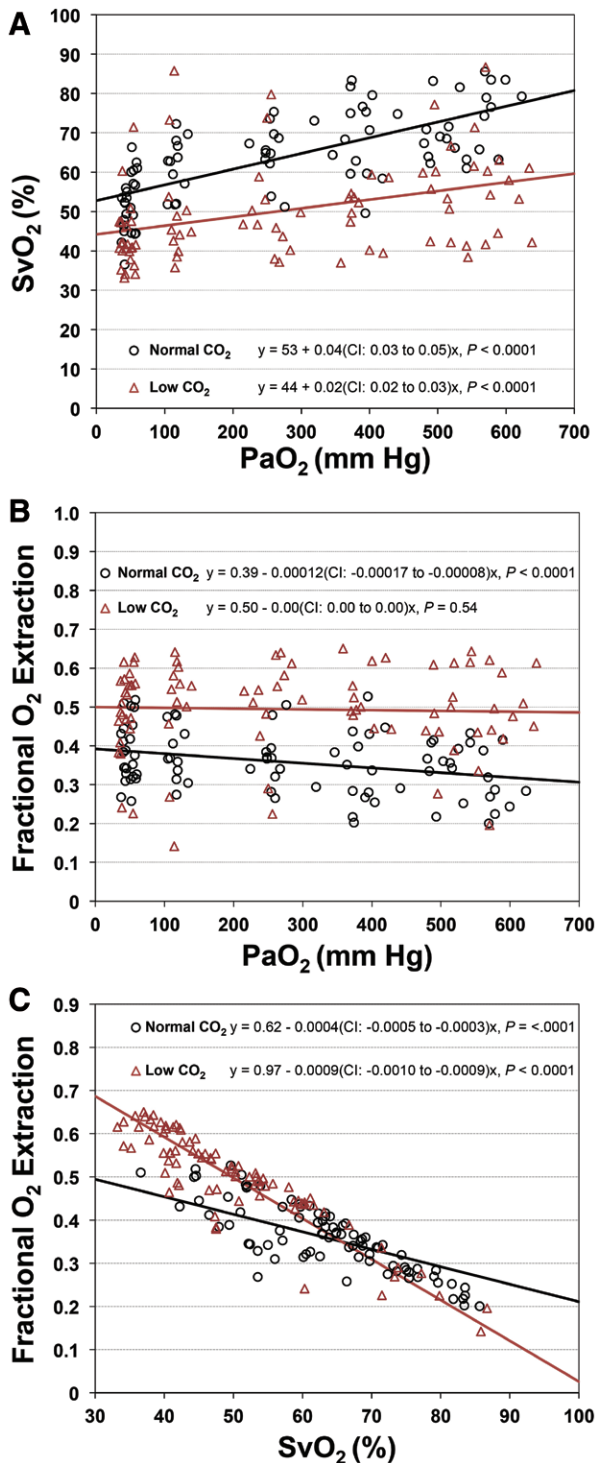 A
100
90
80
70
60
50
40
30
20
10
0
SvO2 (%)
Normal CO2 y = 53 + 0.04(CI: 0.03 to 0.05)x, P < 0.0001
Low CO2 y = 44 + 0.02(CI: 0.02 to 0.03)x, P < 0.0001
0 100 200 300 400 500 600 700
PaO2 (mm Hg)
B
1.0
0.9
0.8
0.7
0.6
0.5
0.4
0.3
0.2
0.1
0
Fractional O2 Extraction
Normal CO2 y = 0.39 - 0.00012(CI: -0.00017 to -0.00008)x, P < 0.0001
Low CO2 y = 0.50 - 0.00(CI: 0.00 to 0.00)x, P = 0.54
0 100 200 300 400 500 600 700
PaO2 (mm Hg)
C
0.9
0.8
0.7
0.6
0.5
0.4
0.3
0.2
0.1
0
Fractional O2 Extraction
Normal CO2 y = 0.62 - 0.0004(CI: -0.0005 to -0.0003)x, P = <.0001
Low CO2 y = 0.97 - 0.0009(CI: -0.0010 to -0.0009)x, P < 0.0001
30 40 50 60 70 80 90 100
SvO2 (%)